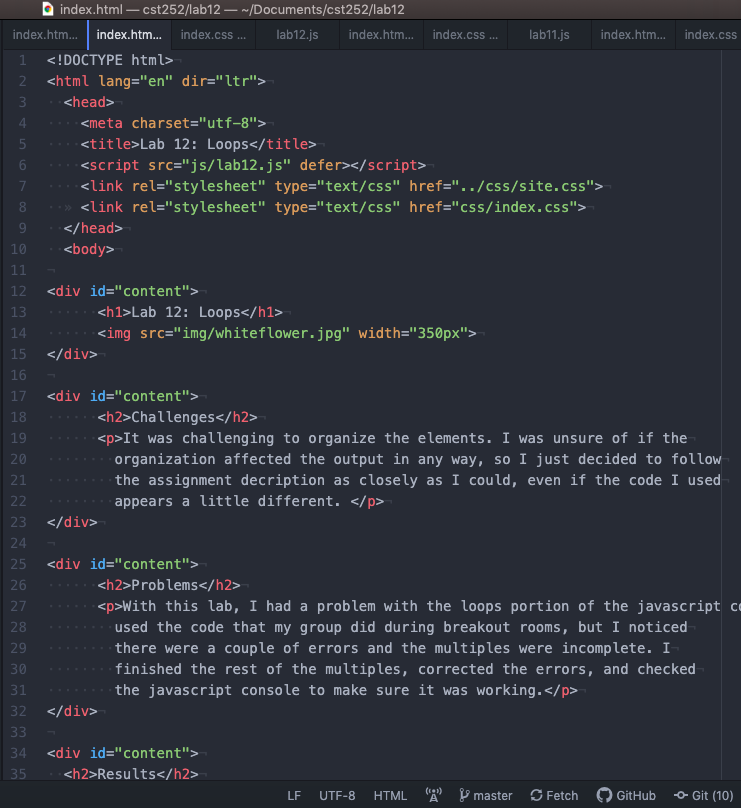 index.html — cst252/lab12 — ~/Documents/cst252/lab12
index.htm... index.htm... index.css ... lab12.js index.htm... index.css ... lab11.js index.htm... index.css
1 <!DOCTYPE html>
2 <html lang="en" dir="ltr">
3 <head>
4 <meta charset="utf-8">
5 <title>Lab 12: Loops</title>
6 <script src="js/lab12.js" defer></script>
7 <link rel="stylesheet" type="text/css" href="../css/site.css">
8 <link rel="stylesheet" type="text/css" href="css/index.css">
9 </head>
10 <body>
11
12 <div id="content">
13 <h1>Lab 12: Loops</h1>
14 <img src="img/whiteflower.jpg" width="350px">
15 </div>
16
17 <div id="content">
18 <h2>Challenges</h2>
19 <p>It was challenging to organize the elements. I was unsure of if the
20 organization affected the output in any way, so I just decided to follow
21 the assignment decription as closely as I could, even if the code I used
22 appears a little different. </p>
23 </div>
24
25 <div id="content">
26 <h2>Problems</h2>
27 <p>With this lab, I had a problem with the loops portion of the javascript co
28 used the code that my group did during breakout rooms, but I noticed
29 there were a couple of errors and the multiples were incomplete. I
30 finished the rest of the multiples, corrected the errors, and checked
31 the javascript console to make sure it was working.</p>
32 </div>
33
34 <div id="content">
35 <h2>Results</h2>
LF UTF-8 HTML master Fetch GitHub Git (10)